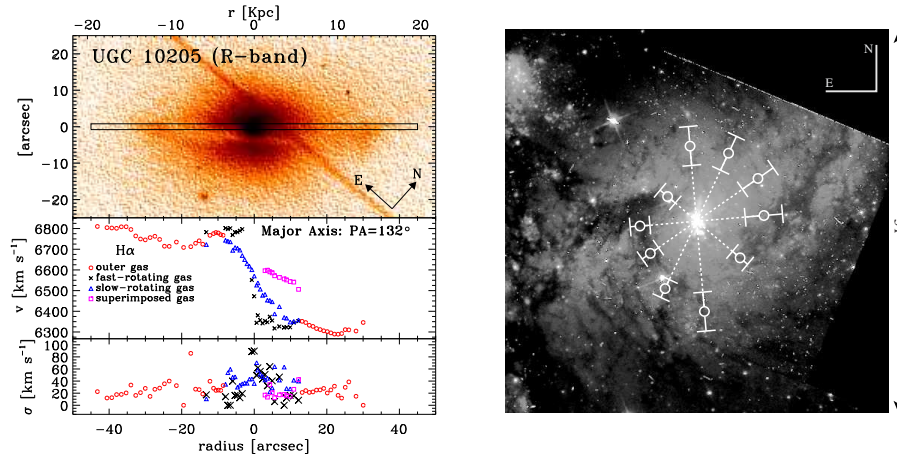 r [Kpc]
-20 -10 0 10 20
UGC 10205 (R-band)
20
10
0
-10
-20
[arcsec]
E
N
Major Axis: PA=132°
Hα
outer gas
fast-rotating gas
slow-rotating gas
superimposed gas
6800
6700
6600
6500
6400
6300
v [km s⁻¹]
100
80
60
40
20
0
σ [km s⁻¹]
-40 -20 0 20 40
radius [arcsec]
N
E